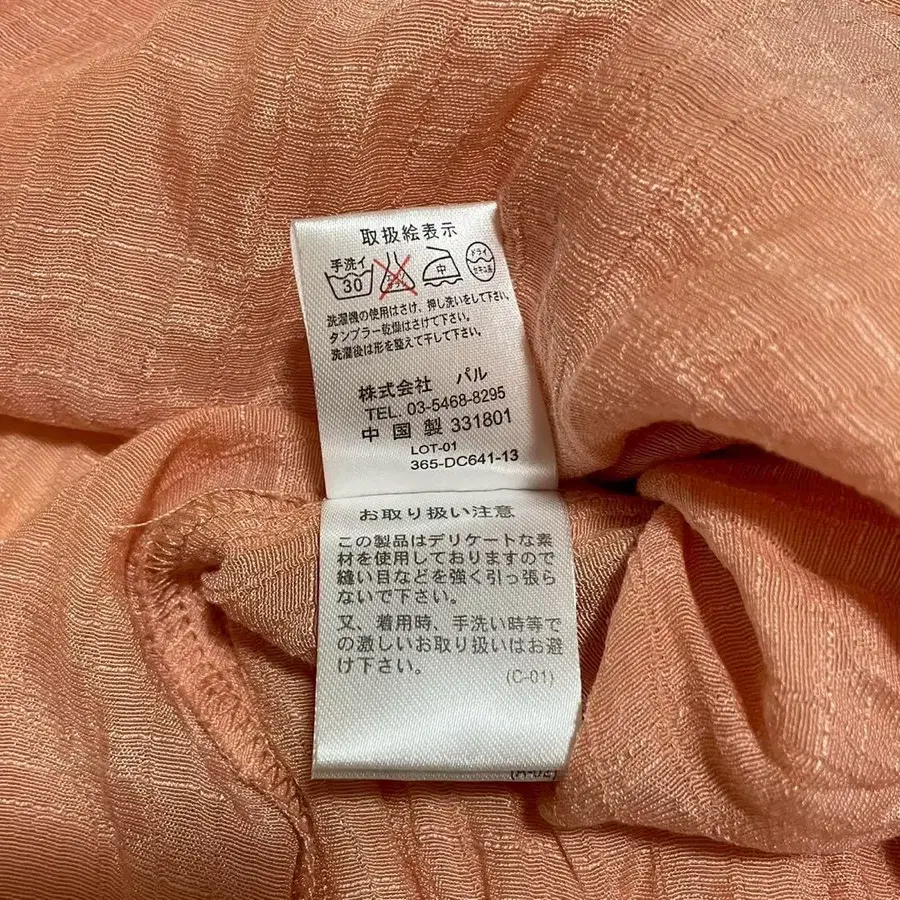 取扱絵表示
手洗イ
30
中
ドライ
セキユ系
洗濯機の使用はさけ、押し洗いをして下さい。
タンブラー乾燥はさけて下さい。
洗濯後は形を整えて干して下さい。
株式会社 パル
TEL. 03-5468-8295
中国製 331801
LOT-01
365-DC641-13
お取り扱い注意
この製品はデリケートな素
材を使用しておりますので
縫い目などを強く引っ張ら
ないで下さい。
又、着用時、手洗い時等で
の激しいお取り扱いはお避
け下さい。
(C-01)